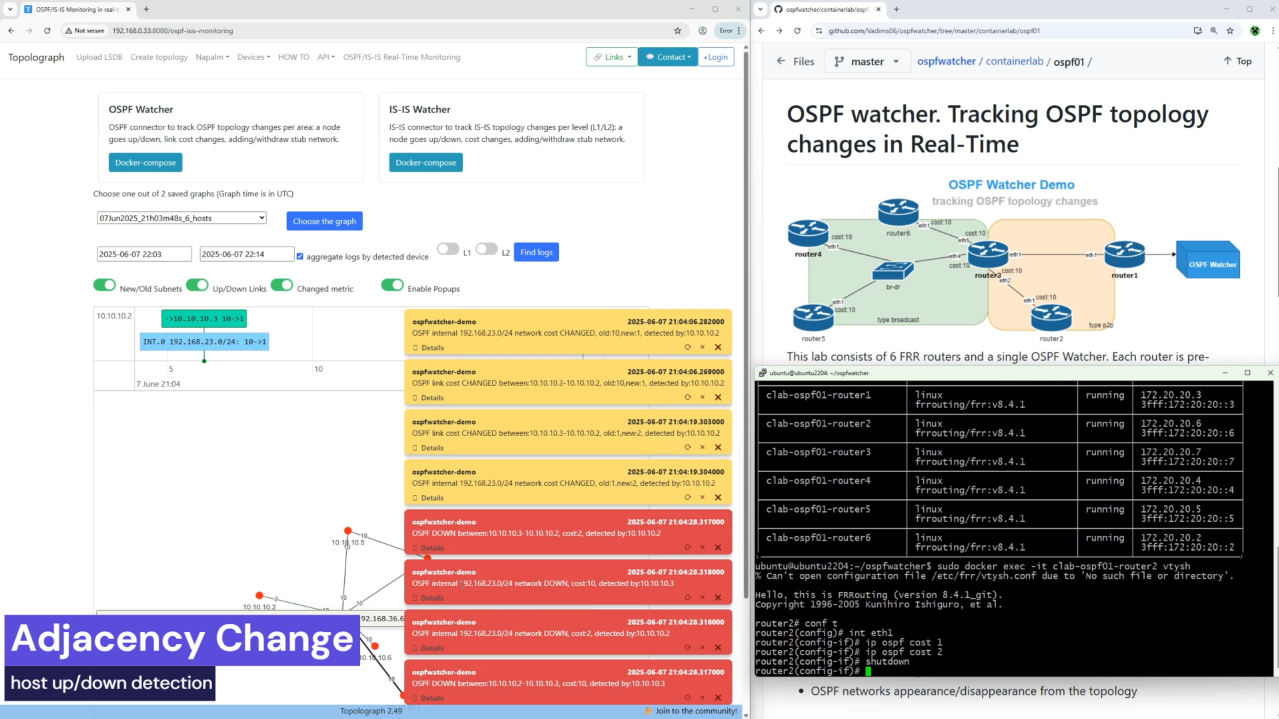 OSPF/IS-IS Monitoring in real-t
Not secure
192.168.0.33:8080/ospf-isis-monitoring
Error
Topolograph
Upload LSDB
Create topology
Napalm
Devices
HOW TO
API
OSPF/IS-IS Real-Time Monitoring
Links
Contact
Login
OSPF Watcher
OSPF connector to track OSPF topology changes per area: a node
goes up/down, link cost changes, adding/withdraw stub network.
Docker-compose
IS-IS Watcher
IS-IS connector to track IS-IS topology changes per level (L1/L2): a
node goes up/down, cost changes, adding/withdraw stub network.
Docker-compose
Choose one out of 2 saved graphs (Graph time is in UTC)
07Jun2025_21h03m48s_6_hosts
Choose the graph
2025-06-07 22:03
2025-06-07 22:14
aggregate logs by detected device
L1
L2
Find logs
New/Old Subnets
Up/Down Links
Changed metric
Enable Popups
10.10.10.2
->10.10.10.3 10->1
INT.0 192.168.23.0/24: 10->1
5
10
7 June 21:04
ospfwatcher-demo
2025-06-07 21:04:06.282000
OSPF internal 192.168.23.0/24 network cost CHANGED, old:10,new:1, detected by:10.10.10.2
Details
ospfwatcher-demo
2025-06-07 21:04:06.269000
OSPF link cost CHANGED between:10.10.10.3-10.10.10.2, old:10,new:1, detected by:10.10.10.2
Details
ospfwatcher-demo
2025-06-07 21:04:19.303000
OSPF link cost CHANGED between:10.10.10.3-10.10.10.2, old:1,new:2, detected by:10.10.10.2
Details
ospfwatcher-demo
2025-06-07 21:04:19.304000
OSPF internal 192.168.23.0/24 network cost CHANGED, old:1,new:2, detected by:10.10.10.2
Details
ospfwatcher-demo
2025-06-07 21:04:28.317000
OSPF DOWN between:10.10.10.3-10.10.10.2, cost:2, detected by:10.10.10.2
Details
ospfwatcher-demo
2025-06-07 21:04:28.318000
OSPF internal 192.168.23.0/24 network DOWN, cost:10, detected by:10.10.10.3
Details
ospfwatcher-demo
2025-06-07 21:04:28.318000
OSPF internal 192.168.23.0/24 network DOWN, cost:2, detected by:10.10.10.2
Details
ospfwatcher-demo
2025-06-07 21:04:28.318000
OSPF DOWN between:10.10.10.2-10.10.10.3, cost:10, detected by:10.10.10.3
Details
10
10.10.10.5
10
2
10.10.10.2
10
192.168.36.6
10
10.10.10.6
10
Adjacency Change
host up/down detection
Topolograph 2.49
Join to the community!
ospfwatcher/containerlab/ospf
github.com/Vadims06/ospfwatcher/tree/master/containerlab/ospf01
Files
master
ospfwatcher / containerlab / ospf01 /
Top
OSPF watcher. Tracking OSPF topology
changes in Real-Time
OSPF Watcher Demo
tracking OSPF topology changes
router6
cost:10
eth1
cost:10
eth5
cost:10
router4
eth1
eth4
router3
cost:10
cost:10
eth1
eth2
eth1
router1
OSPF Watcher
br-dr
eth1
cost:10
router5
type broadcast
eth1
cost:10
router2
type p2p
This lab consists of 6 FRR routers and a single OSPF Watcher. Each router is pre-
ubuntu@ubuntu2204: ~/ospfwatcher
clab-ospf01-router1
linux
frrouting/frr:v8.4.1
running
172.20.20.3
3fff:172:20:20::3
clab-ospf01-router2
linux
frrouting/frr:v8.4.1
running
172.20.20.6
3fff:172:20:20::6
clab-ospf01-router3
linux
frrouting/frr:v8.4.1
running
172.20.20.7
3fff:172:20:20::7
clab-ospf01-router4
linux
frrouting/frr:v8.4.1
running
172.20.20.4
3fff:172:20:20::4
clab-ospf01-router5
linux
frrouting/frr:v8.4.1
running
172.20.20.5
3fff:172:20:20::5
clab-ospf01-router6
linux
frrouting/frr:v8.4.1
running
172.20.20.2
3fff:172:20:20::2
ubuntu@ubuntu2204:~/ospfwatcher$ sudo docker exec -it clab-ospf01-router2 vtysh
% Can't open configuration file /etc/frr/vtysh.conf due to 'No such file or directory'.
Hello, this is FRRouting (version 8.4.1_git).
Copyright 1996-2005 Kunihiro Ishiguro, et al.
router2# conf t
router2(config)# int eth1
router2(config-if)# ip ospf cost 1
router2(config-if)# ip ospf cost 2
router2(config-if)# shutdown
router2(config-if)#
OSPF networks appearance/disappearance from the topology